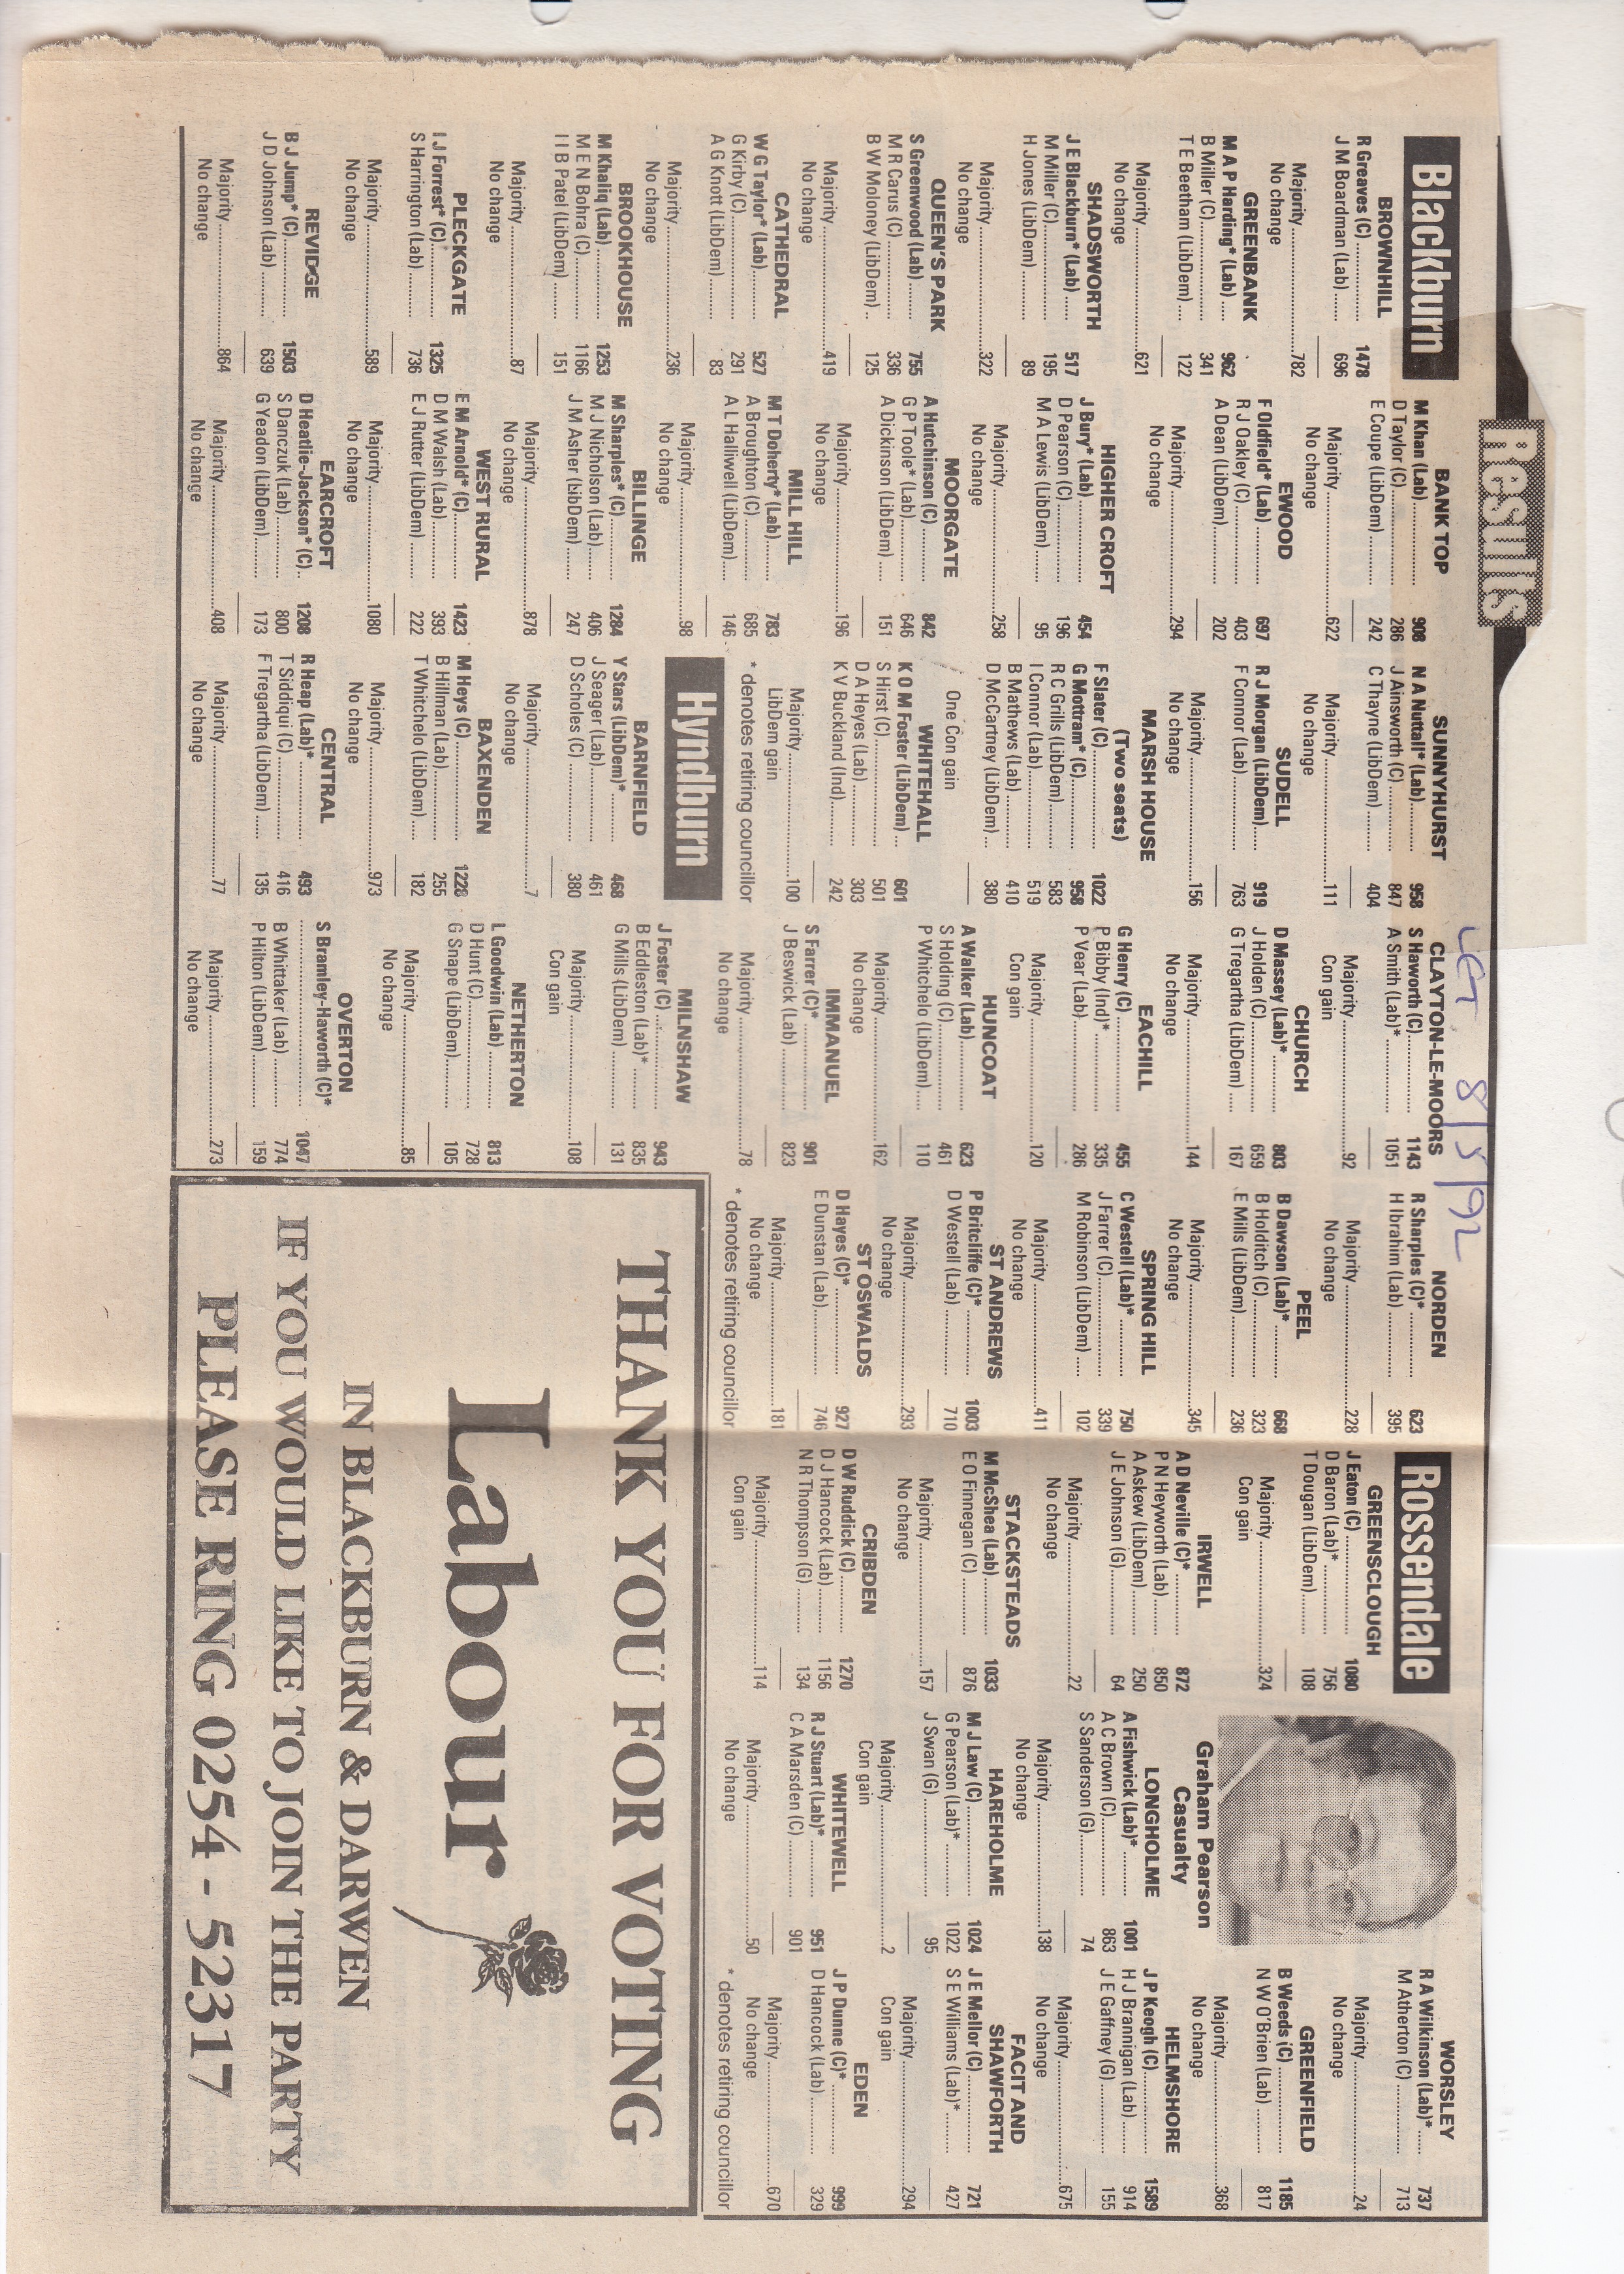 Results
LET 8/5/92
Blackburn
BROWNHILL
R Greaves (C)............ 1478
J M Boardman (Lab) ..... 696
Majority.....................782
No change
GREENBANK
M A P Harding* (Lab) .... 962
B Miller (C)................. 341
T E Beetham (LibDem)... 122
Majority.....................621
No change
SHADSWORTH
J E Blackburn* (Lab) ..... 517
M Miller (C)................. 195
H Jones (LibDem) ......... 89
Majority.....................322
No change
QUEEN'S PARK
S Greenwood (Lab) ....... 755
M R Carus (C) .............. 336
B W Moloney (LibDem) .. 125
Majority.....................419
No change
CATHEDRAL
W G Taylor* (Lab)......... 527
G Kirby (C).................. 291
A G Knott (LibDem) ....... 83
Majority.....................236
No change
BROOKHOUSE
M Khaliq (Lab)............ 1253
M E N Bohra (C) .......... 1166
I I B Patel (LibDem) ....... 151
Majority.......................87
No change
PLECKGATE
I J Forrest* (C)............ 1325
S Harrington (Lab) ........ 736
Majority.....................589
No change
REVIDGE
B J Jump* (C)............. 1503
J D Johnson (Lab) ........ 639
Majority.....................864
No change
BANK TOP
M Khan (Lab)............... 908
D Taylor (C)................. 286
E Coupe (LibDem) ......... 242
Majority.....................622
No change
EWOOD
F Oldfield* (Lab) .......... 697
R J Oakley (C) .............. 403
A Dean (LibDem)........... 202
Majority.....................294
No change
HIGHER CROFT
J Bury* (Lab)............... 454
D Pearson (C)............... 196
M A Lewis (LibDem) ....... 95
Majority.....................258
No change
MOORGATE
A Hutchinson (C) .......... 842
G P Toole* (Lab)........... 646
A Dickinson (LibDem).... 151
Majority.....................196
No change
MILL HILL
M T Doherty* (Lab)....... 783
A Broughton (C)............ 685
A L Halliwell (LibDem).... 146
Majority.......................98
No change
BILLINGE
M Sharples* (C)........... 1284
M J Nicholson (Lab) ...... 406
J M Asher (LibDem) ....... 247
Majority.....................878
No change
WEST RURAL
E M Arnold* (C)........... 1423
D M Walsh (Lab)........... 393
E J Rutter (LibDem) ....... 222
Majority....................1080
No change
EARCROFT
D Heatlie-Jackson* (C).. 1208
S Danczuk (Lab) ........... 800
G Yeadon (LibDem)........ 173
Majority.....................408
No change
SUNNYHURST
N A Nuttall* (Lab)......... 958
J Ainsworth (C) ............ 847
C Thayne (LibDem) ....... 404
Majority.....................111
No change
SUDELL
R J Morgan (LibDem)..... 919
F Connor (Lab) ............. 763
Majority.....................156
No change
MARSH HOUSE
(Two seats)
F Slater (C)................ 1022
G Mottram* (C)............ 958
R C Grills (LibDem)........ 583
I Connor (Lab) ............. 519
B Mathews (Lab) .......... 410
D McCartney (LibDem)... 380
One Con gain
WHITEHALL
K O M Foster (LibDem) ... 601
S Hirst (C)................... 501
D A Heyes (Lab)............ 303
K V Buckland (Ind)........ 242
Majority.....................100
LibDem gain
* denotes retiring councillor
Hyndburn
BARNFIELD
Y Stars (LibDem)* ......... 468
J Seager (Lab).............. 461
D Scholes (C) ............... 380
Majority........................7
No change
BAXENDEN
M Heys (C) ................ 1228
B Hillman (Lab)............ 255
T Whitchelo (LibDem) .... 182
Majority.....................973
No change
CENTRAL
R Heap (Lab)* .............. 493
T Siddiqui (C)............... 416
F Tregartha (LibDem) ..... 135
Majority.......................77
No change
CLAYTON-LE-MOORS
S Haworth (C)............. 1143
A Smith (Lab)* ............ 1051
Majority.......................92
Con gain
CHURCH
D Massey (Lab)* .......... 803
J Holden (C) ................ 659
G Tregartha (LibDem) .... 167
Majority.....................144
No change
EACHILL
G Henry (C) ................. 455
P Bibby (Ind)* .............. 335
P Vear (Lab) ................ 286
Majority.....................120
Con gain
HUNCOAT
A Walker (Lab)............. 623
S Holding (C) ............... 461
P Whitchelo (LibDem) .... 110
Majority.....................162
No change
IMMANUEL
S Farrer (C)* ................ 901
J Beswick (Lab) ............ 823
Majority.......................78
No change
MILNSHAW
J Foster (C) ................. 943
B Eddleston (Lab)* ....... 835
G Mills (LibDem) .......... 131
Majority.....................108
Con gain
NETHERTON
L Goodwin (Lab) ........... 813
D Hunt (C)................... 728
G Snape (LibDem)......... 105
Majority.......................85
No change
OVERTON
S Bramley-Haworth (C)*
............................. 1047
B Whittaker (Lab) ......... 774
P Hilton (LibDem) ......... 159
Majority.....................273
No change
NORDEN
R Sharples (C)* ............ 623
H Ibrahim (Lab) ............ 395
Majority.....................228
No change
PEEL
B Dawson (Lab)* .......... 668
B Holditch (C) .............. 323
E Mills (LibDem) ........... 236
Majority.....................345
No change
SPRING HILL
C Westell (Lab)* ........... 750
J Farrer (C).................. 339
M Robinson (LibDem) .... 102
Majority.....................411
No change
ST ANDREWS
P Britcliffe (C)* ........... 1003
D Westell (Lab) ............ 710
Majority.....................293
No change
ST OSWALDS
D Hayes (C)* ................ 927
E Dunstan (Lab)............ 746
Majority.....................181
No change
* denotes retiring councillor
Rossendale
GREENSCLOUGH
J Eaton (C) ................ 1080
D Baron (Lab)* ............. 756
T Dougan (LibDem) ....... 108
Majority.....................324
Con gain
IRWELL
A D Neville (C)* ............ 872
P N Heyworth (Lab) ....... 850
A Askew (LibDem)......... 250
J E Johnson (G) ............ 64
Majority.......................22
No change
STACKSTEADS
M McShea (Lab) .......... 1033
E O Finnegan (C) .......... 876
Majority.....................157
No change
CRIBDEN
D W Ruddick (C) .......... 1270
D J Hancock (Lab) ........ 1156
N R Thompson (G) ........ 134
Majority.....................114
Con gain
Graham Pearson
Casualty
LONGHOLME
A Fishwick (Lab)* ........ 1001
A C Brown (C)............... 863
S Sanderson (G)............ 74
Majority.....................138
No change
HAREHOLME
M J Law (C)................ 1024
G Pearson (Lab)* ......... 1022
J Swan (G) ................... 95
Majority........................2
Con gain
WHITEWELL
R J Stuart (Lab)* .......... 951
C A Marsden (C) ........... 901
Majority.......................50
No change
WORSLEY
R A Wilkinson (Lab)* ..... 737
M Atherton (C) ............. 713
Majority.......................24
No change
GREENFIELD
B Weeds (C)............... 1185
N W O'Brien (Lab) ......... 817
Majority.....................368
No change
HELMSHORE
J P Keogh (C).............. 1589
H J Brannigan (Lab) ...... 914
J E Gaffney (G) ............ 155
Majority.....................675
No change
FACIT AND
SHAWFORTH
J E Mellor (C)............... 721
S E Williams (Lab)* ....... 427
Majority.....................294
Con gain
EDEN
J P Dunne (C)* ............. 999
D Hancock (Lab) ........... 329
Majority.....................670
No change
* denotes retiring councillor
THANK YOU FOR VOTING
Labour
IN BLACKBURN & DARWEN
IF YOU WOULD LIKE TO JOIN THE PARTY
PLEASE RING 0254 - 52317